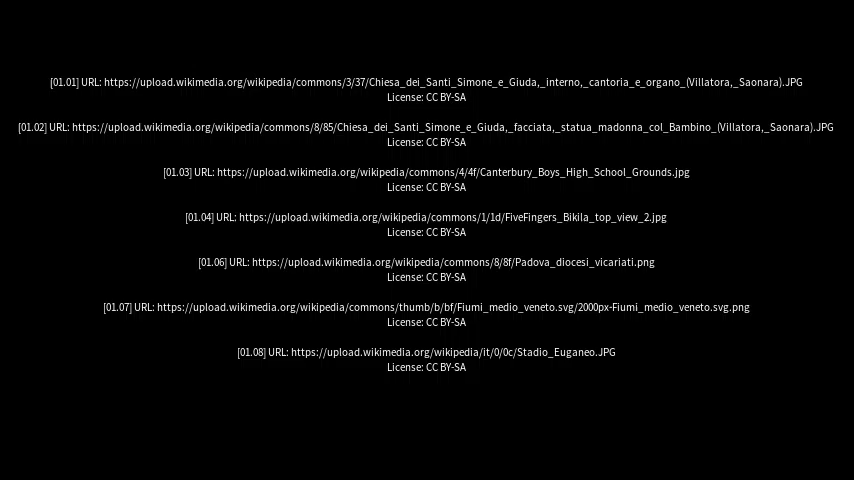 [01.01] URL: https://upload.wikimedia.org/wikipedia/commons/3/37/Chiesa_dei_Santi_Simone_e_Giuda,_interno,_cantoria_e_organo_(Villatora,_Saonara).JPG
License: CC BY-SA
[01.02] URL: https://upload.wikimedia.org/wikipedia/commons/8/85/Chiesa_dei_Santi_Simone_e_Giuda,_facciata,_statua_madonna_col_Bambino_(Villatora,_Saonara).JPG
License: CC BY-SA
[01.03] URL: https://upload.wikimedia.org/wikipedia/commons/4/4f/Canterbury_Boys_High_School_Grounds.jpg
License: CC BY-SA
[01.04] URL: https://upload.wikimedia.org/wikipedia/commons/1/1d/FiveFingers_Bikila_top_view_2.jpg
License: CC BY-SA
[01.06] URL: https://upload.wikimedia.org/wikipedia/commons/8/8f/Padova_diocesi_vicariati.png
License: CC BY-SA
[01.07] URL: https://upload.wikimedia.org/wikipedia/commons/thumb/b/bf/Fiumi_medio_veneto.svg/2000px-Fiumi_medio_veneto.svg.png
License: CC BY-SA
[01.08] URL: https://upload.wikimedia.org/wikipedia/it/0/0c/Stadio_Euganeo.JPG
License: CC BY-SA